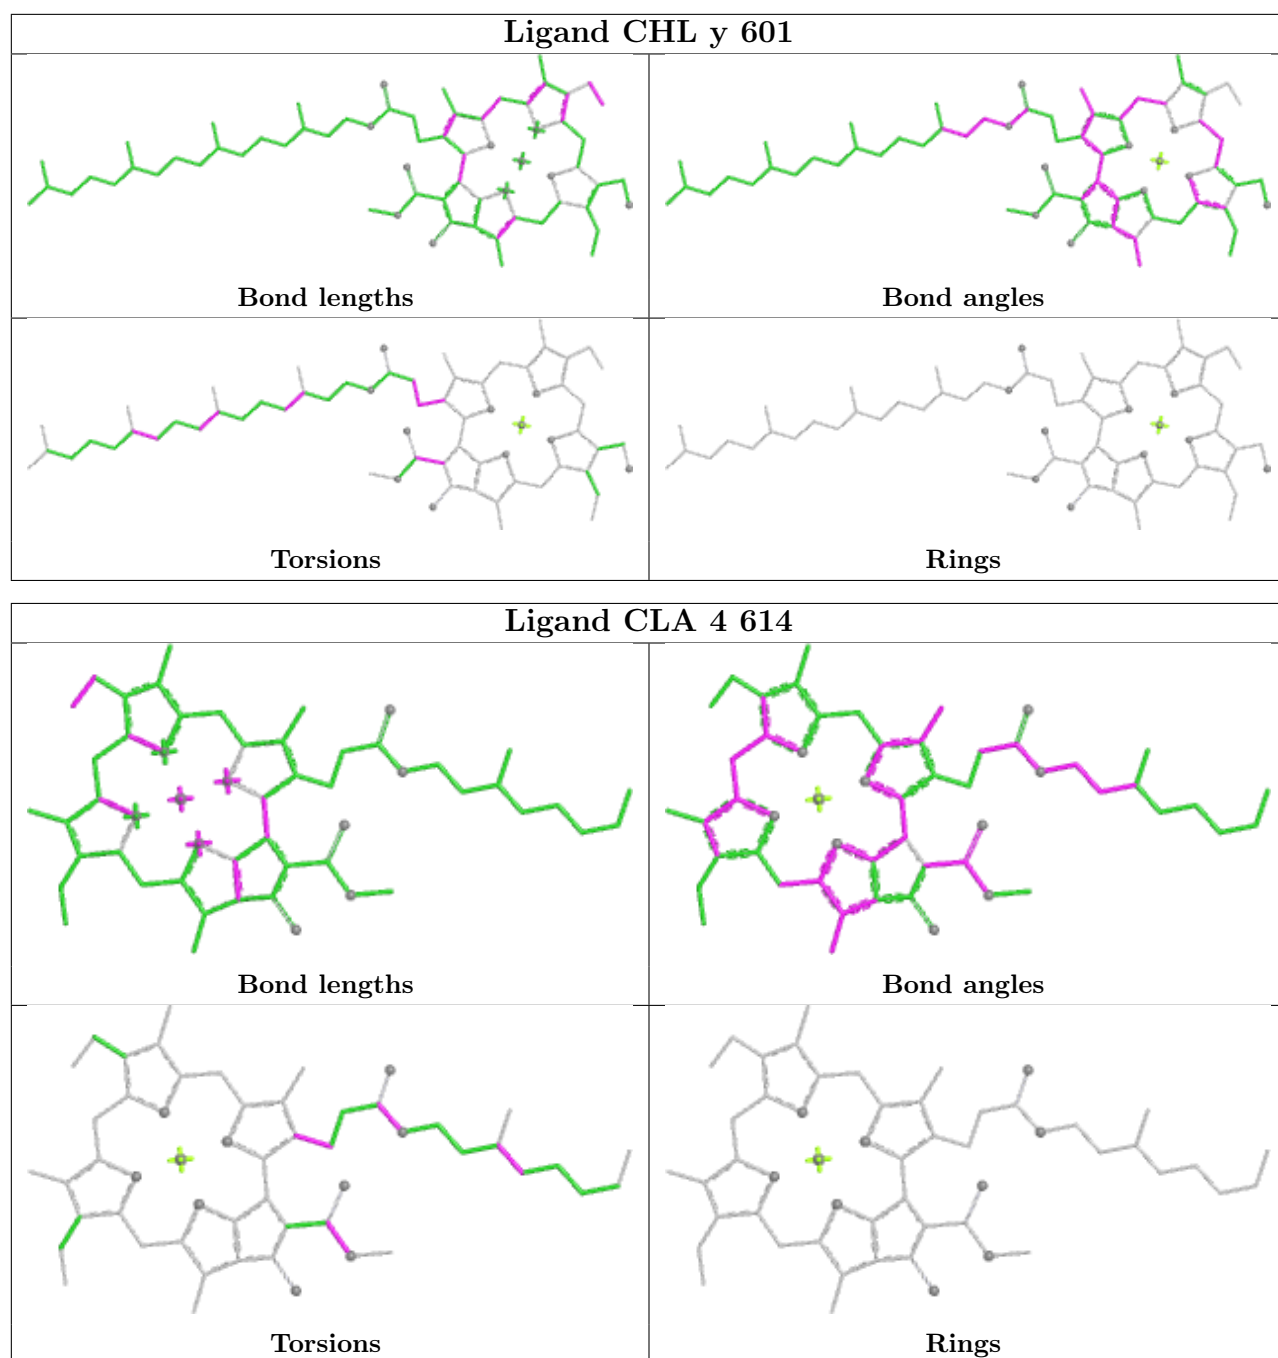 Ligand CHL y 601
Bond lengths
Bond angles
Torsions
Rings
Ligand CLA 4 614
Bond lengths
Bond angles
Torsions
Rings